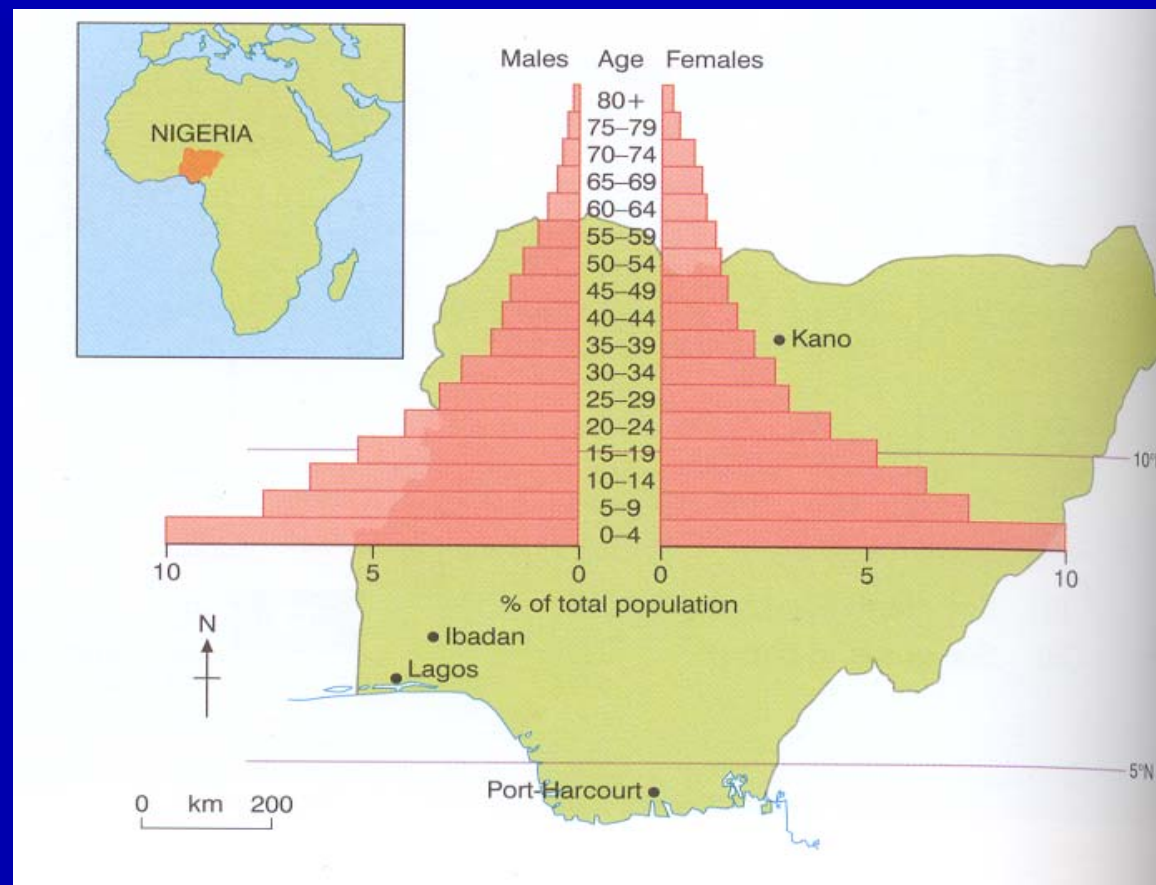 NIGERIA
Males Age Females
80+
75–79
70–74
65–69
60–64
55–59
50–54
45–49
40–44
35–39
30–34
25–29
20–24
15–19
10–14
5–9
0–4
Kano
10°
10 5 0 0 5 10
% of total population
N
Ibadan
Lagos
5°N
Port-Harcourt
0 km 200